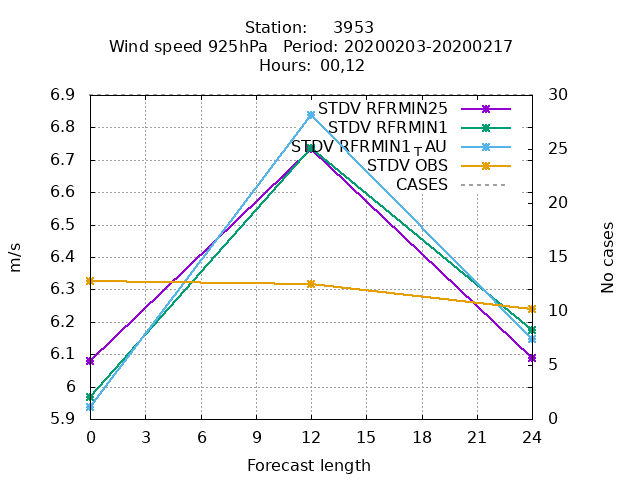 Station: 3953
Wind speed 925hPa Period: 20200203-20200217
Hours: 00,12
6.9
6.8
6.7
6.6
6.5
6.4
6.3
6.2
6.1
6
5.9
m/s
STDV RFRMIN25
STDV RFRMIN1
STDV RFRMIN1TAU
STDV OBS
CASES
30
25
20
15
10
5
0
No cases
0 3 6 9 12 15 18 21 24
Forecast length